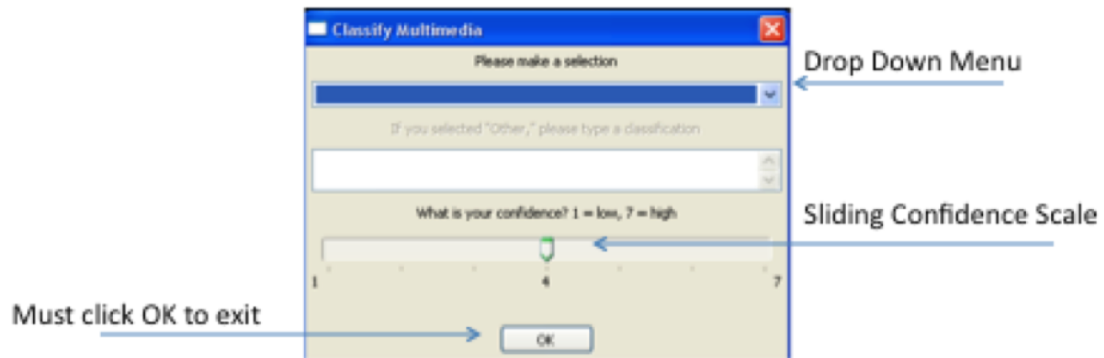 Classify Multimedia
Please make a selection
Drop Down Menu
If you selected "Other," please type a classification
What is your confidence? 1 = low, 7 = high
Sliding Confidence Scale
1 4 7
Must click OK to exit
OK